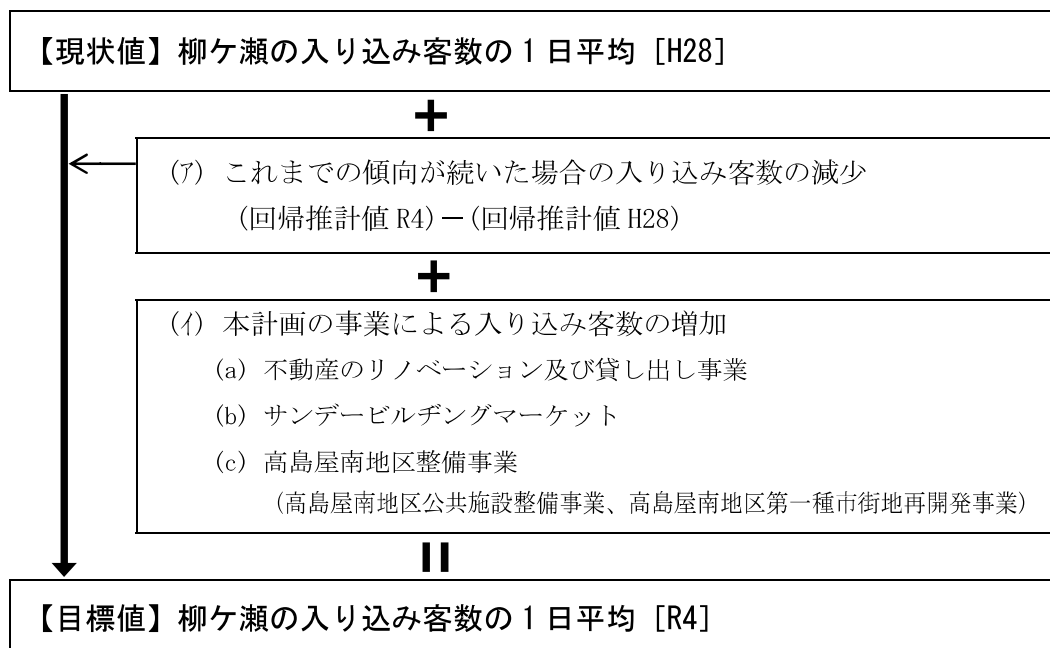 【現状値】柳ケ瀬の入り込み客数の1日平均 [H28]
+
(ア) これまでの傾向が続いた場合の入り込み客数の減少
(回帰推計値 R4)－(回帰推計値 H28)
+
(イ) 本計画の事業による入り込み客数の増加
(a) 不動産のリノベーション及び貸し出し事業
(b) サンデービルヂングマーケット
(c) 高島屋南地区整備事業
(高島屋南地区公共施設整備事業、高島屋南地区第一種市街地再開発事業)
=
【目標値】柳ケ瀬の入り込み客数の1日平均 [R4]